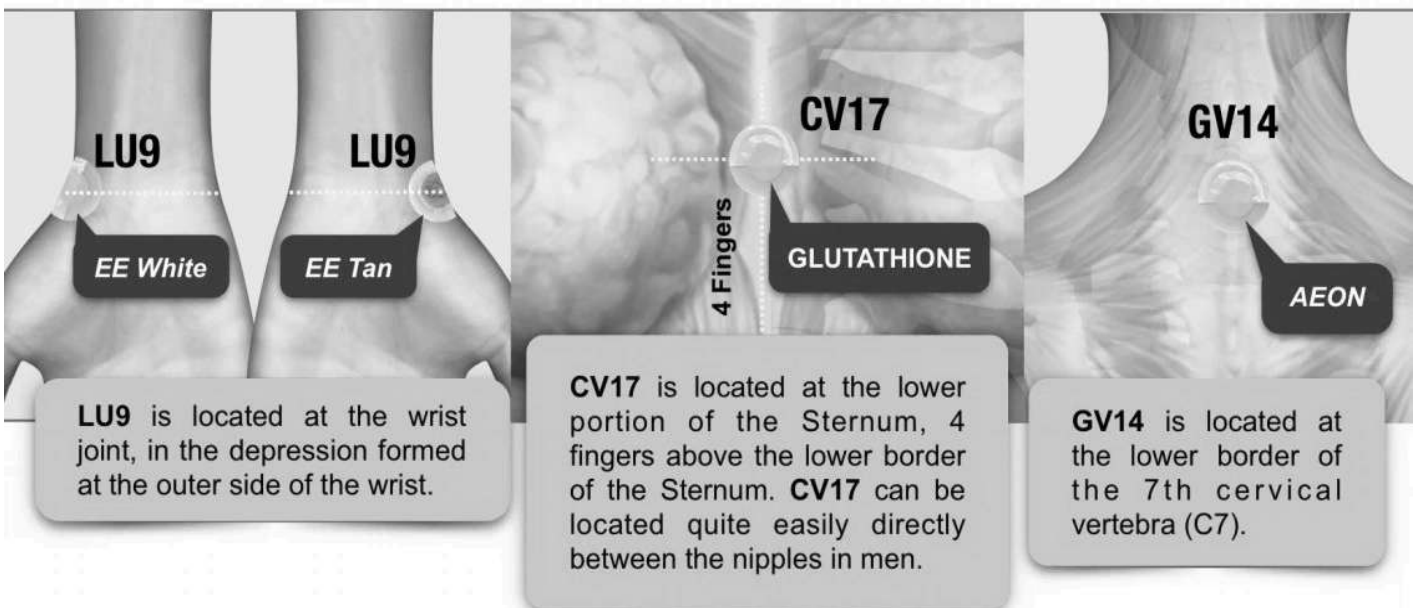 LU9
LU9
EE White
EE Tan
LU9 is located at the wrist
joint, in the depression formed
at the outer side of the wrist.
CV17
4 Fingers
GLUTATHIONE
CV17 is located at the lower
portion of the Sternum, 4
fingers above the lower border
of the Sternum. CV17 can be
located quite easily directly
between the nipples in men.
GV14
AEON
GV14 is located at
the lower border of
the 7th cervical
vertebra (C7).